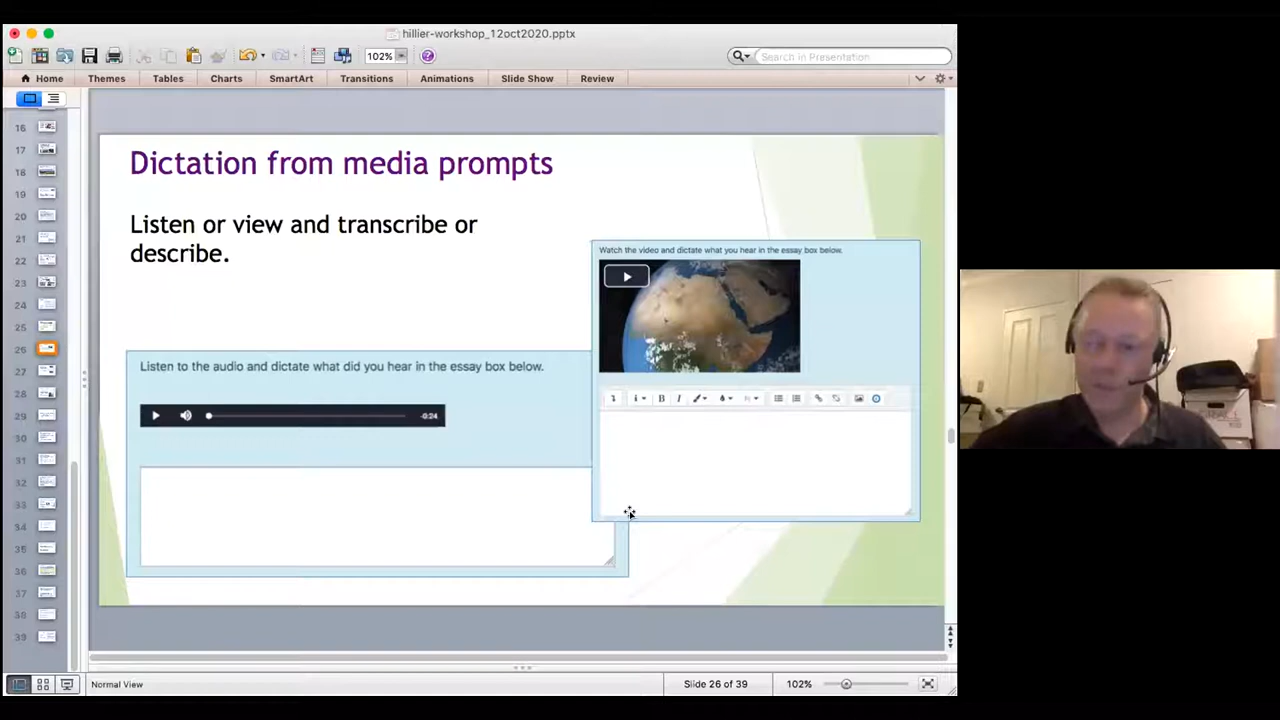 hillier-workshop_12oct2020.pptx
102%
Search in Presentation
Home Themes Tables Charts SmartArt Transitions Animations Slide Show Review
16
17
18
19
20
21
22
23
24
25
26
27
28
29
30
31
32
33
34
35
36
37
38
39
Dictation from media prompts
Listen or view and transcribe or
describe.
Watch the video and dictate what you hear in the essay box below.
Listen to the audio and dictate what did you hear in the essay box below.
-0:24
B I
Normal View
Slide 26 of 39
102%